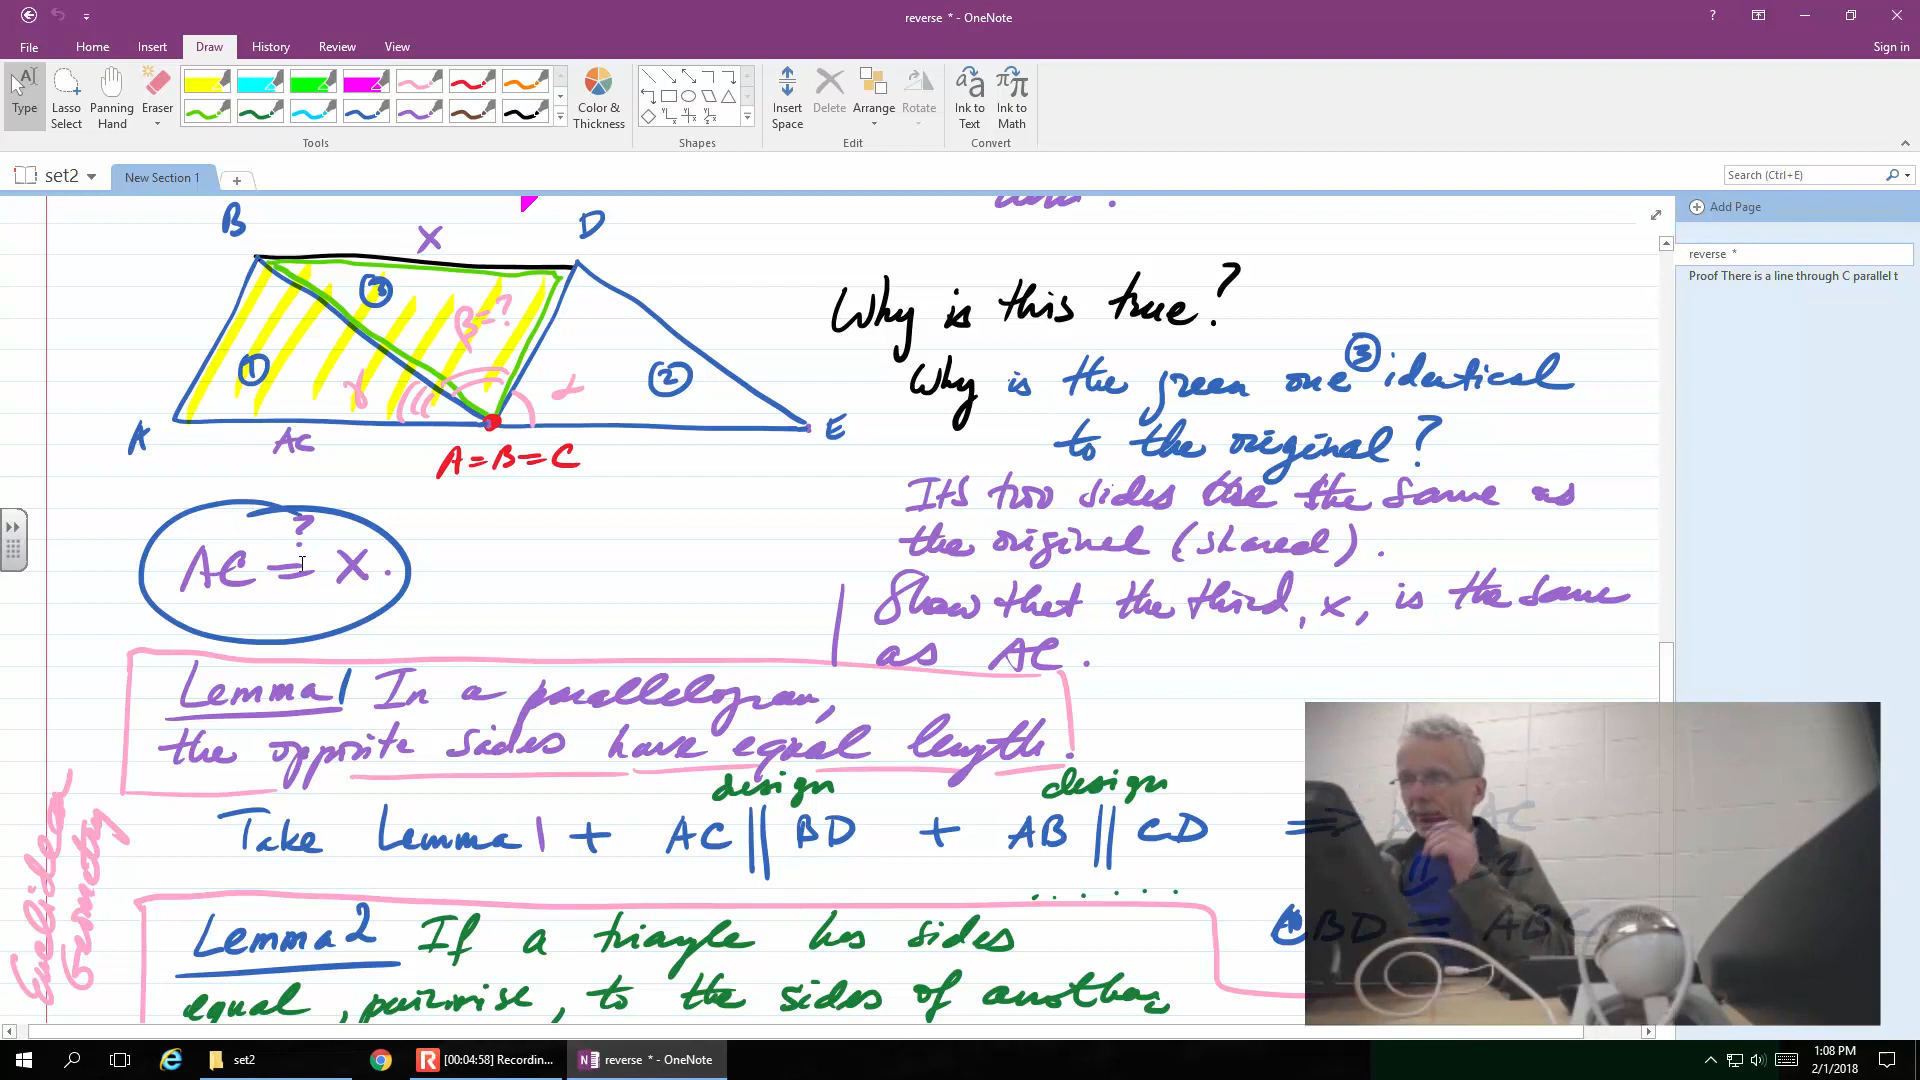 reverse * - OneNote
?
File
Home
Insert
Draw
History
Review
View
Sign in
Type
Lasso Select
Panning Hand
Eraser
Color & Thickness
Insert Space
Delete
Arrange
Rotate
Ink to Text
Ink to Math
Tools
Shapes
Edit
Convert
set2
New Section 1
Search (Ctrl+E)
Add Page
reverse *
Proof There is a line through C parallel t
B
X
D
3
β=?
1
γ
α
2
A
AC
E
A=B=C
Why is this true?
Why is the green one 3 identical
to the original?
Its two sides are the same as
the original (shared).
Show that the third, x, is the same
as AC.
AC =? X.
Lemma 1 In a parallelogram,
the opposite sides have equal length.
design
design
Take Lemma 1 + AC || BD + AB || CD ⇒
Lemma 2 If a triangle has sides
equal, pairwise, to the sides of another,
Euclidean
Geometry
CBD = ABC
set2
[00:04:58] Recordin...
reverse * - OneNote
1:08 PM
2/1/2018